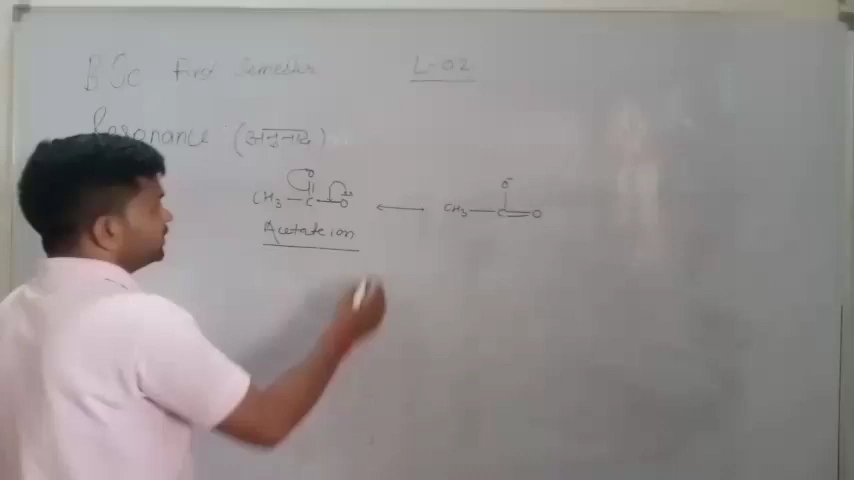 BSc First Semester L-02
Resonance (अनुनाद)
O O⁻
CH3 - C - O ⟷ CH3 - C = O
Acetate ion